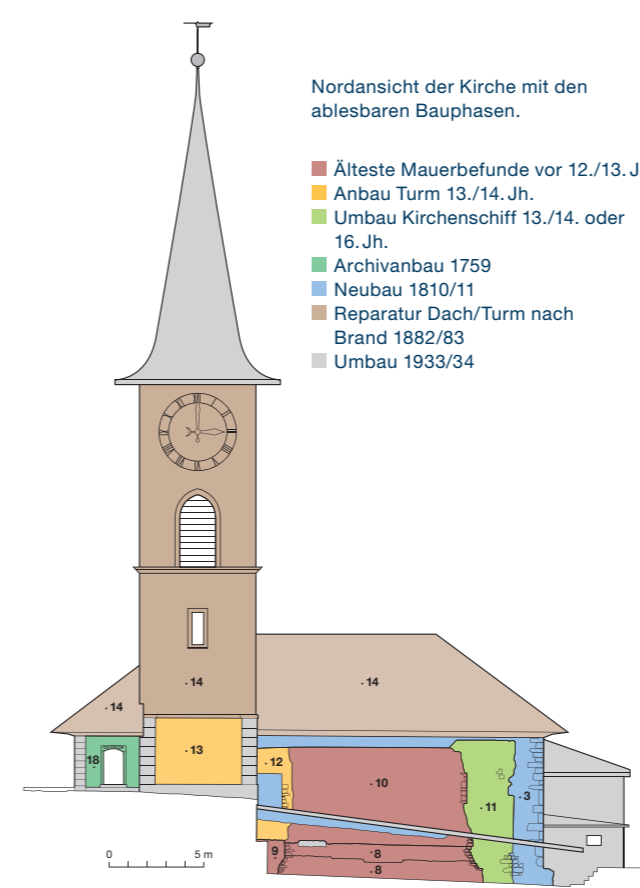 Nordansicht der Kirche mit den
ablesbaren Bauphasen.
Älteste Mauerbefunde vor 12./13. J
Anbau Turm 13./14. Jh.
Umbau Kirchenschiff 13./14. oder
16. Jh.
Archivanbau 1759
Neubau 1810/11
Reparatur Dach/Turm nach
Brand 1882/83
Umbau 1933/34
14
14
14
13
18
12
10
3
11
9
8
8
0 5 m